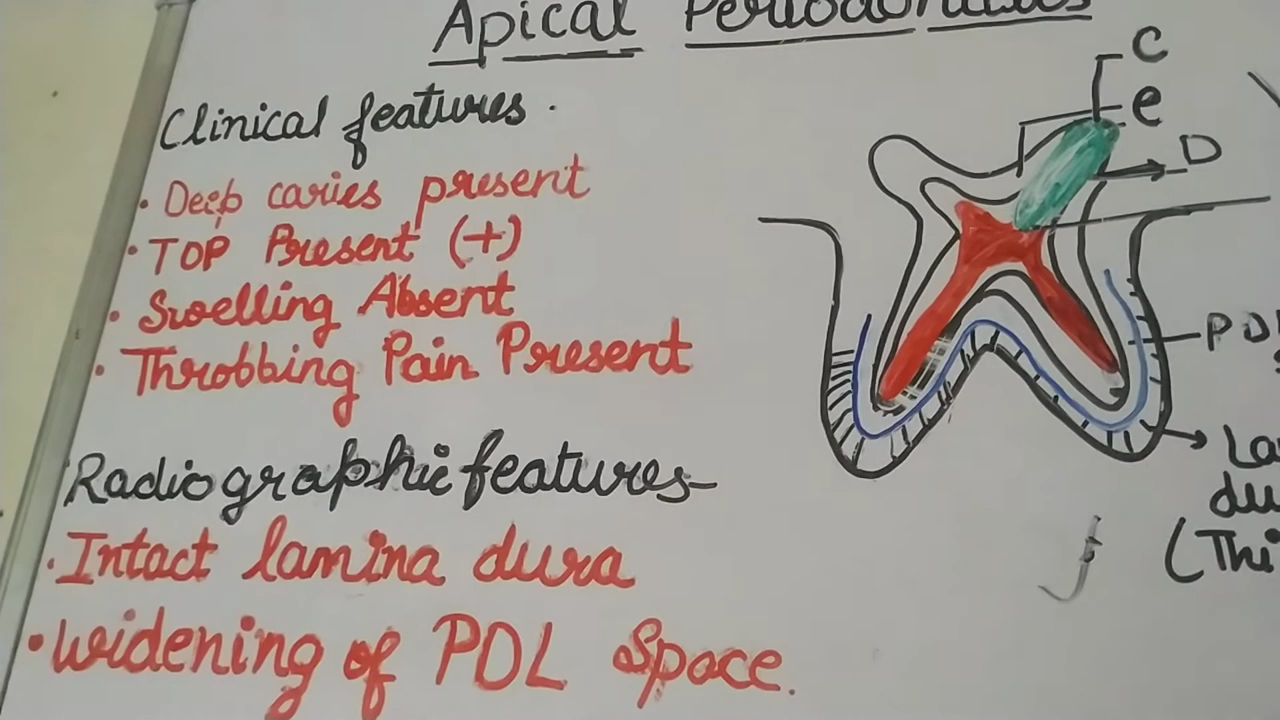 Apical Periodontitis
Clinical features.
• Deep caries present
• TOP Present (+)
• Swelling Absent
• Throbbing Pain Present
Radiographic features-
• Intact lamina dura
• Widening of PDL Space.
C
e
D
PD
La
du
(Thi